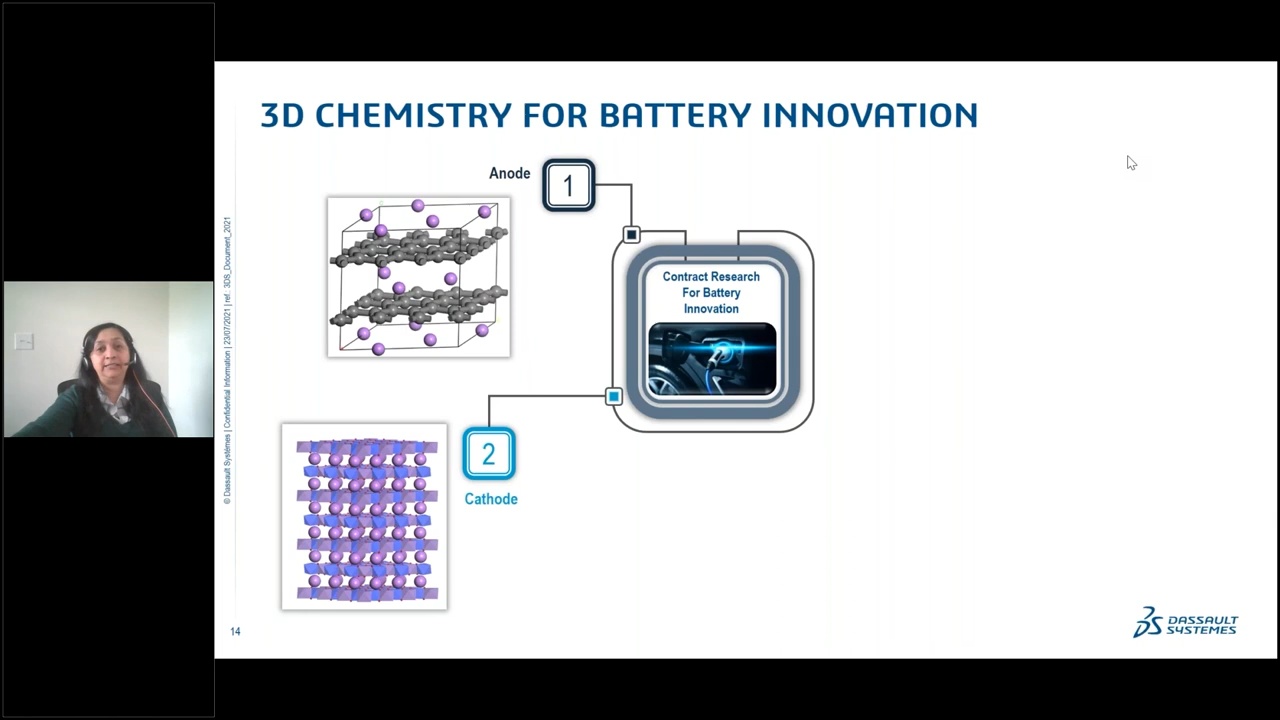 3D CHEMISTRY FOR BATTERY INNOVATION
Anode
1
Contract Research
For Battery
Innovation
2
Cathode
© Dassault Systèmes | Confidential Information | 23/07/2021 | ref.: 3DS_Document_2021
14
3DS DASSAULT
SYSTEMES